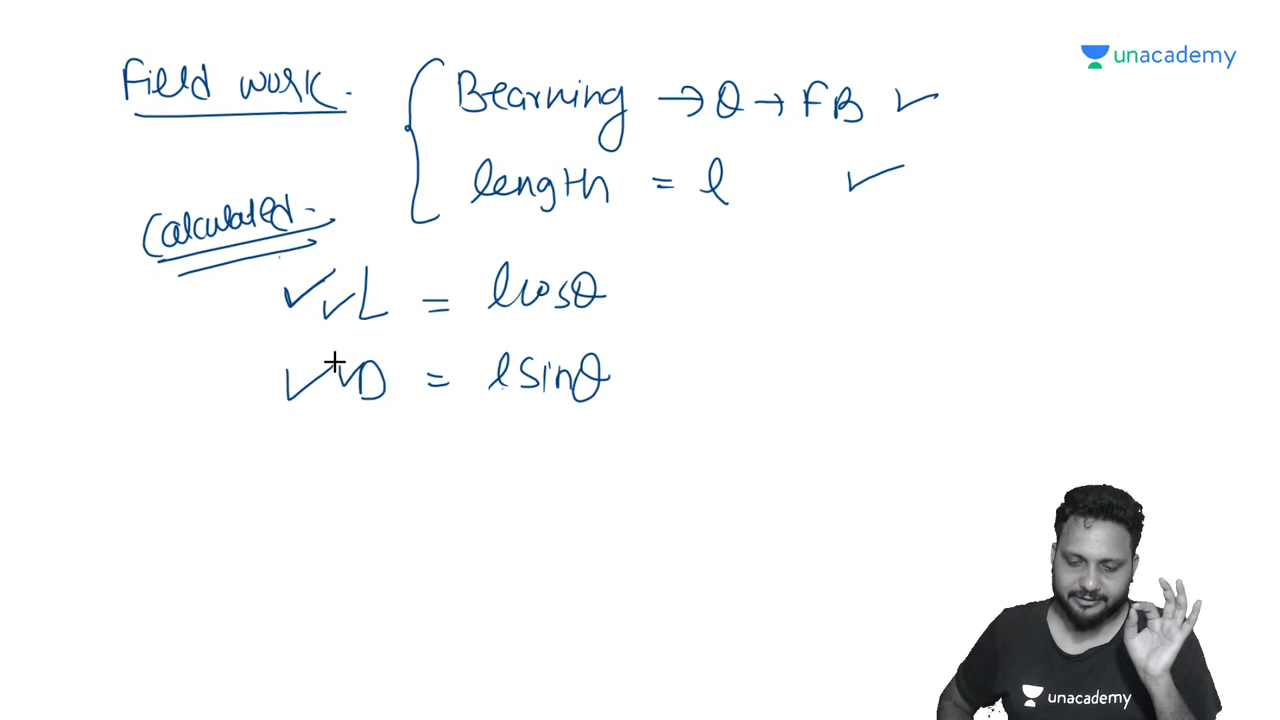 unacademy
Field work.
Bearning → θ → FB ✓
length = l ✓
Calculated.
✓✓L = l cosθ
✓✓D = l sinθ
unacademy